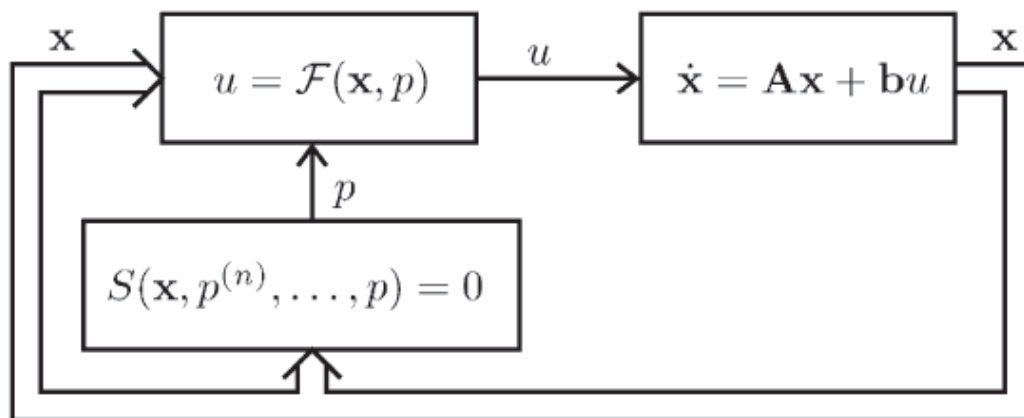 x
u = F(x, p)
u
ẋ = Ax + bu
x
p
S(x, p⁽ⁿ⁾, . . . , p) = 0